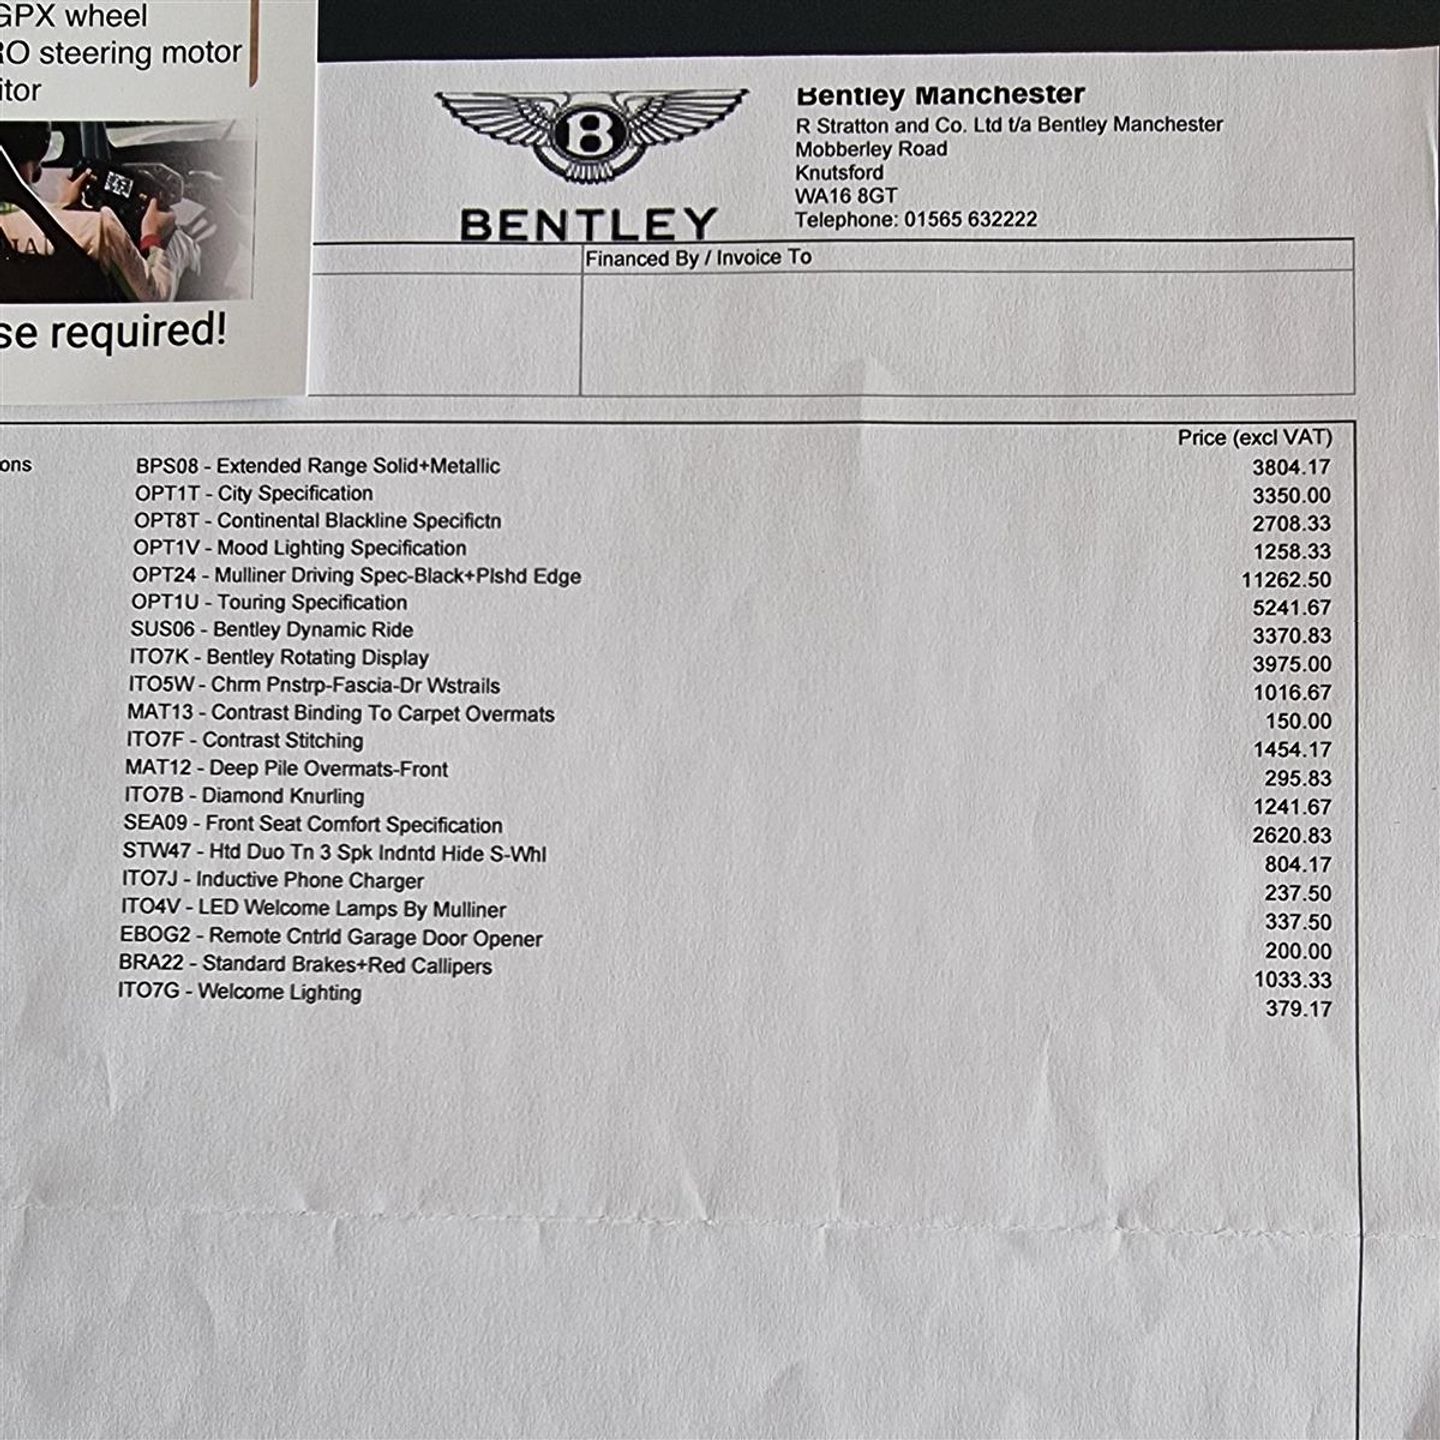 GPX wheel
RO steering motor
itor
se required!
B
BENTLEY
Bentley Manchester
R Stratton and Co. Ltd t/a Bentley Manchester
Mobberley Road
Knutsford
WA16 8GT
Telephone: 01565 632222
Financed By / Invoice To
Price (excl VAT)
ons
BPS08 - Extended Range Solid+Metallic 3804.17
OPT1T - City Specification 3350.00
OPT8T - Continental Blackline Specifictn 2708.33
OPT1V - Mood Lighting Specification 1258.33
OPT24 - Mulliner Driving Spec-Black+Plshd Edge 11262.50
OPT1U - Touring Specification 5241.67
SUS06 - Bentley Dynamic Ride 3370.83
ITO7K - Bentley Rotating Display 3975.00
ITO5W - Chrm Pnstrp-Fascia-Dr Wstrails 1016.67
MAT13 - Contrast Binding To Carpet Overmats 150.00
ITO7F - Contrast Stitching 1454.17
MAT12 - Deep Pile Overmats-Front 295.83
ITO7B - Diamond Knurling 1241.67
SEA09 - Front Seat Comfort Specification 2620.83
STW47 - Htd Duo Tn 3 Spk Indntd Hide S-Whl 804.17
ITO7J - Inductive Phone Charger 237.50
ITO4V - LED Welcome Lamps By Mulliner 337.50
EBOG2 - Remote Cntrld Garage Door Opener 200.00
BRA22 - Standard Brakes+Red Callipers 1033.33
ITO7G - Welcome Lighting 379.17